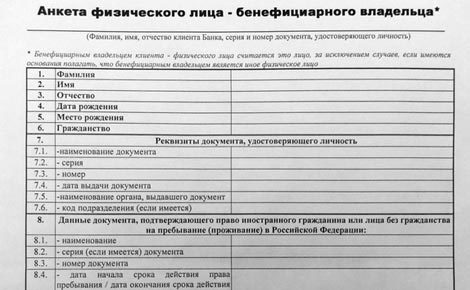 Анкета физического лица - бенефициарного владельца*
(Фамилия, имя, отчество клиента Банка, серия и номер документа, удостоверяющего личность)
* Бенефициарным владельцем клиента - физического лица считается это лицо, за исключением случаев, если имеются
основания полагать, что бенефициарным владельцем является иное физическое лицо
1. Фамилия
2. Имя
3. Отчество
4. Дата рождения
5. Место рождения
6. Гражданство
7. Реквизиты документа, удостоверяющего личность
7.1. -наименование документа
7.2. - серия
7.3. - номер
7.4. - дата выдачи документа
7.5. -наименование органа, выдавшего документ
7.6. - код подразделения (если имеется)
8. Данные документа, подтверждающего право иностранного гражданина или лица без гражданства
на пребывание (проживание) в Российской Федерации:
8.1. - наименование
8.2. - серия (если имеется) документа
8.3. - номер документа
8.4. - дата начала срока действия права
пребывания / дата окончания срока действия